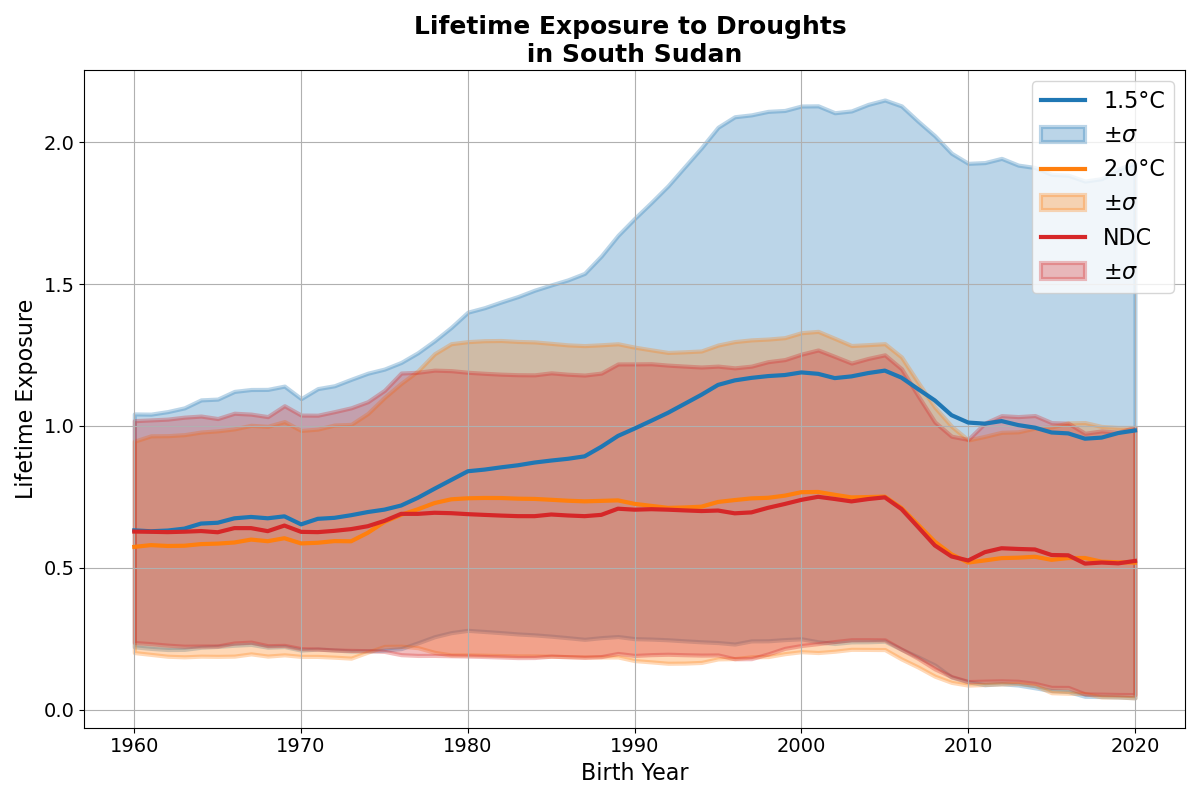 Lifetime Exposure to Droughts
in South Sudan
Lifetime Exposure
2.0
1.5
1.0
0.5
0.0
1960
1970
1980
1990
2000
2010
2020
Birth Year
1.5°C
±σ
2.0°C
±σ
NDC
±σ